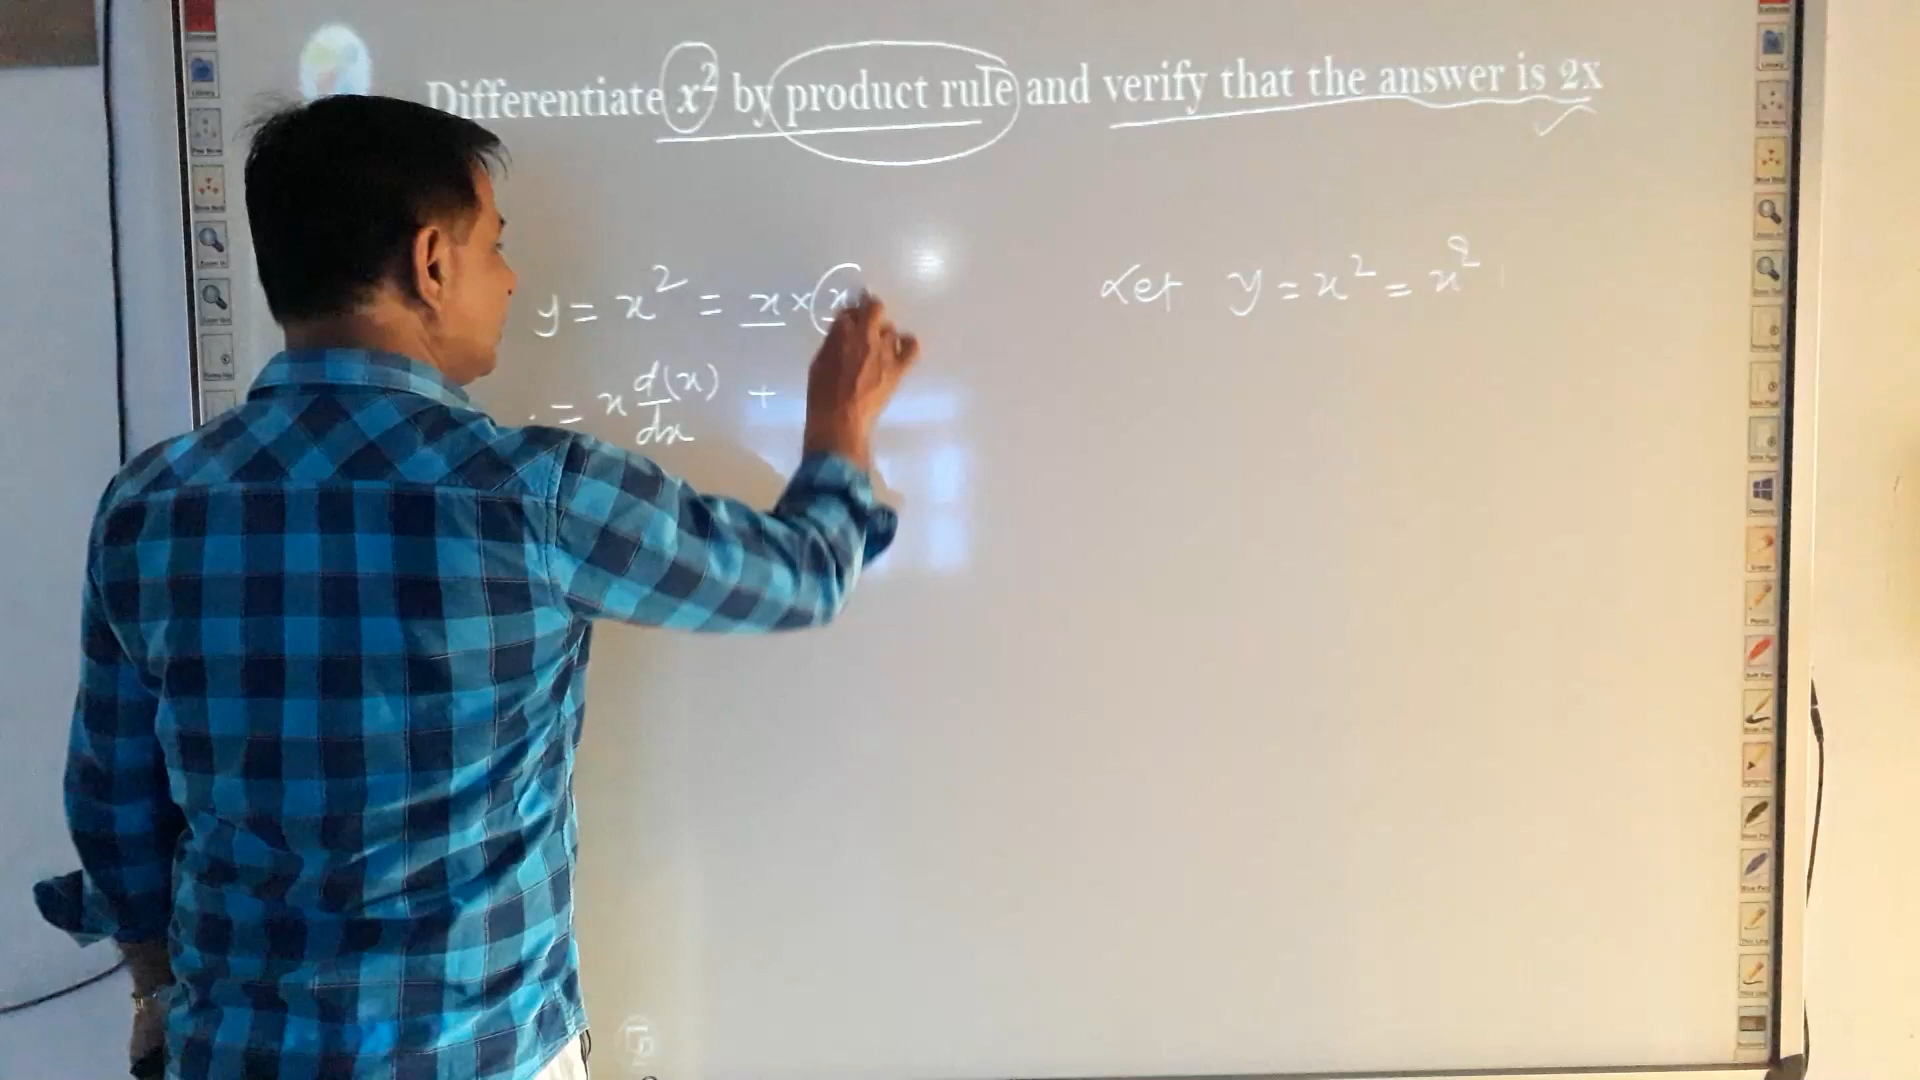 Differentiate x² by product rule and verify that the answer is 2x
y = x² = x × x
Let y = x² = x²
= x d(x)/dx +